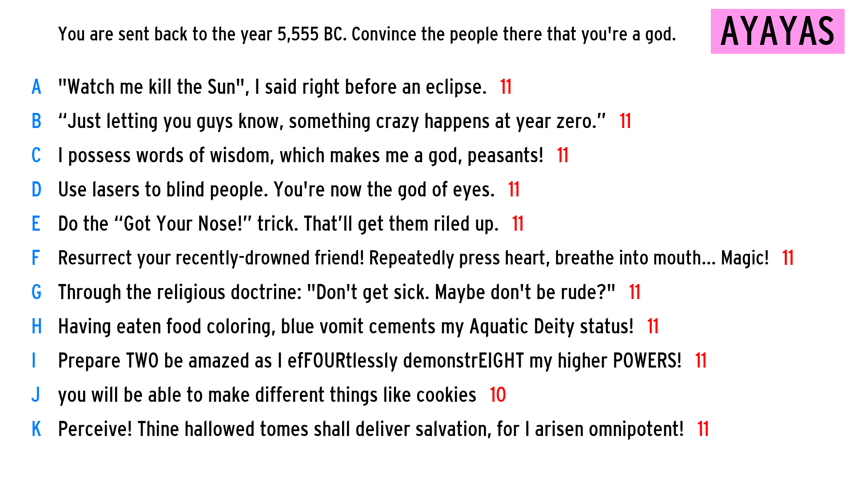 You are sent back to the year 5,555 BC. Convince the people there that you're a god.
AYAYAS
A "Watch me kill the Sun", I said right before an eclipse. 11
B “Just letting you guys know, something crazy happens at year zero.” 11
C I possess words of wisdom, which makes me a god, peasants! 11
D Use lasers to blind people. You're now the god of eyes. 11
E Do the “Got Your Nose!” trick. That’ll get them riled up. 11
F Resurrect your recently-drowned friend! Repeatedly press heart, breathe into mouth... Magic! 11
G Through the religious doctrine: "Don't get sick. Maybe don't be rude?" 11
H Having eaten food coloring, blue vomit cements my Aquatic Deity status! 11
I Prepare TWO be amazed as I efFOURtlessly demonstrEIGHT my higher POWERS! 11
J you will be able to make different things like cookies 10
K Perceive! Thine hallowed tomes shall deliver salvation, for I arisen omnipotent! 11